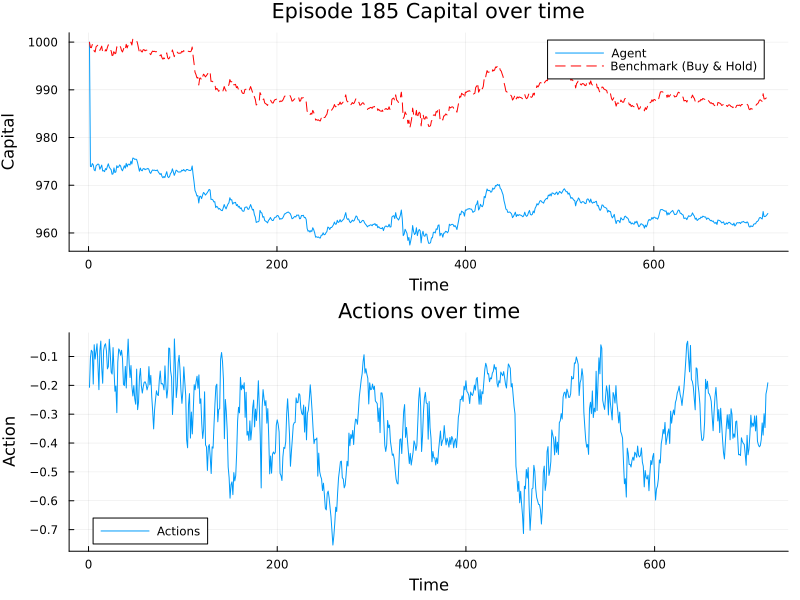 Episode 185 Capital over time
1000
990
980
970
960
Capital
Agent
Benchmark (Buy & Hold)
0
200
400
600
Time
Actions over time
−0.1
−0.2
−0.3
−0.4
−0.5
−0.6
−0.7
Action
Actions
0
200
400
600
Time